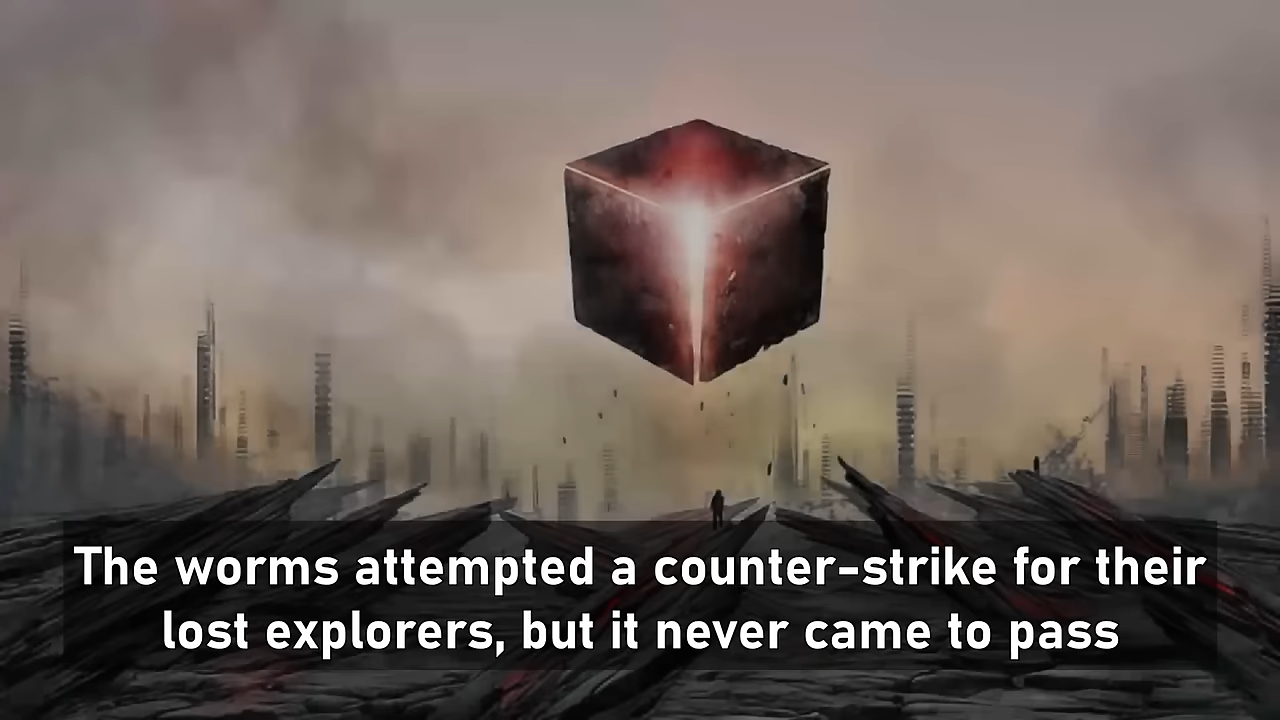 The worms attempted a counter-strike for their
lost explorers, but it never came to pass